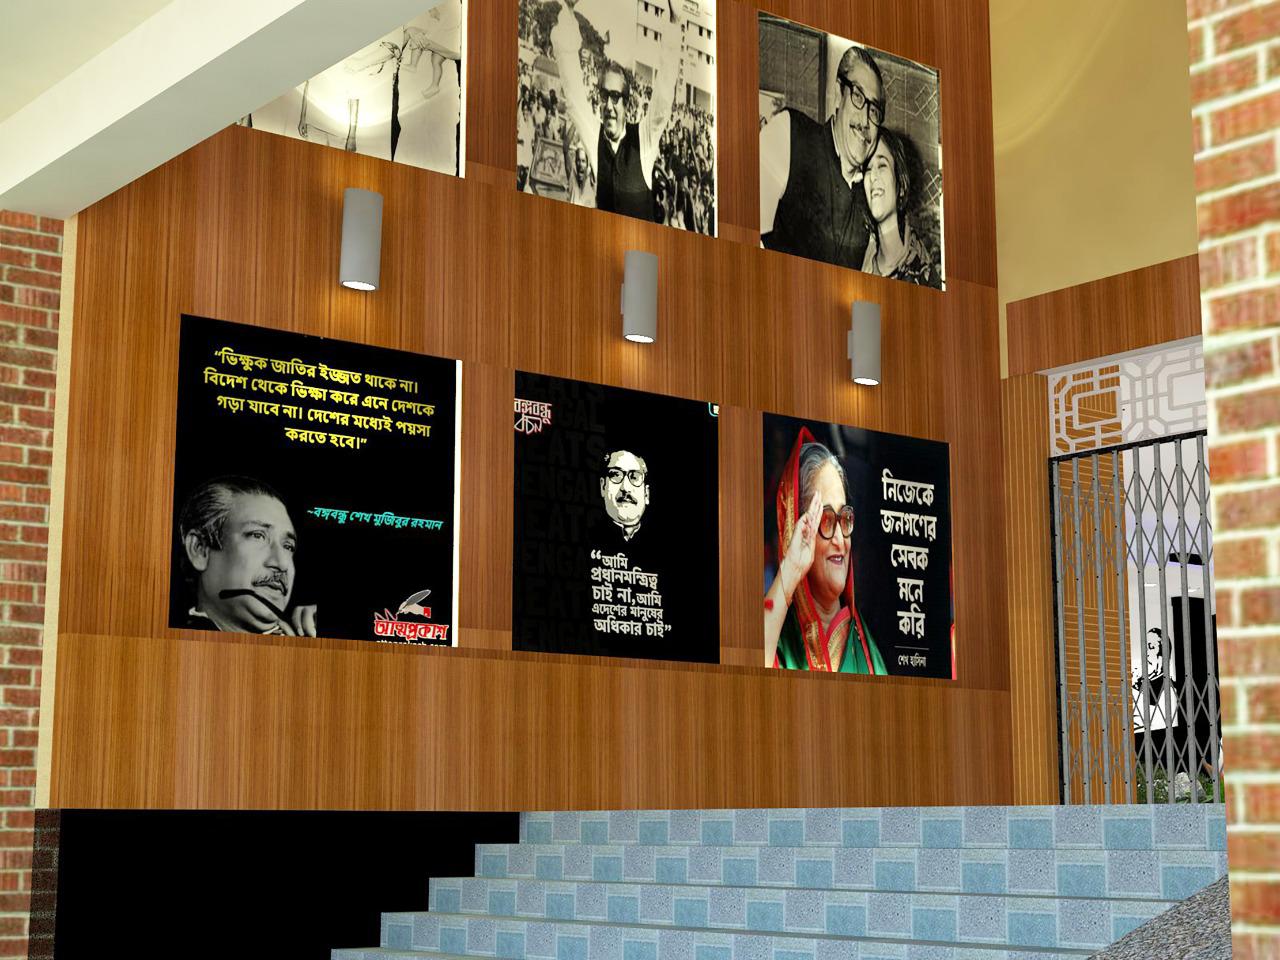 “ভিক্ষুক জাতির ইজ্জত থাকে না।
বিদেশ থেকে ভিক্ষা করে এনে দেশকে
গড়া যাবে না। দেশের মধ্যেই পয়সা
করতে হবে।”
~বঙ্গবন্ধু শেখ মুজিবুর রহমান
আত্মপ্রকাশ
বঙ্গবন্ধু
বচন
“আমি
প্রধানমন্ত্রিত্ব
চাই না, আমি
এদেশের মানুষের
অধিকার চাই”
নিজেকে
জনগণের
সেবক
মনে
করি
শেখ হাসিনা